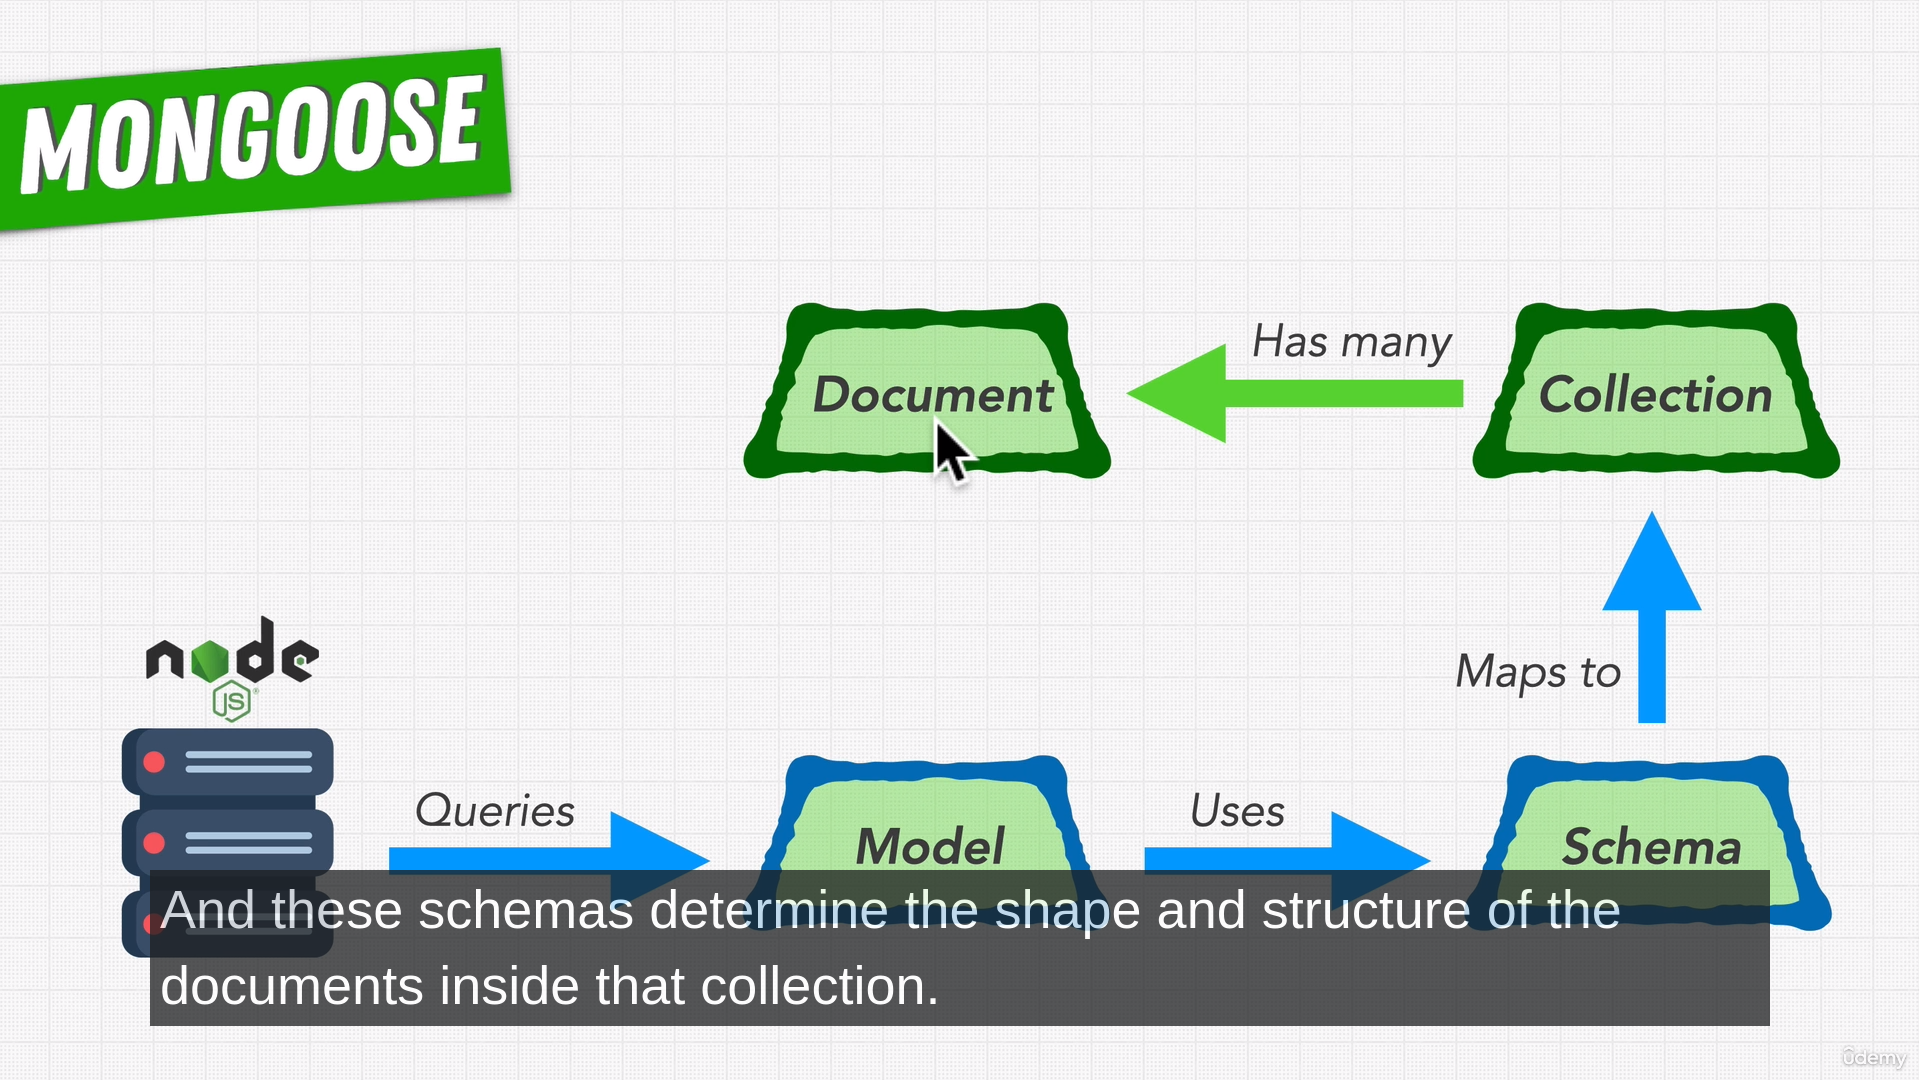 MONGOOSE
Document
Has many
Collection
Maps to
node
JS
Queries
Model
Uses
Schema
And these schemas determine the shape and structure of the
documents inside that collection.
ûdemy